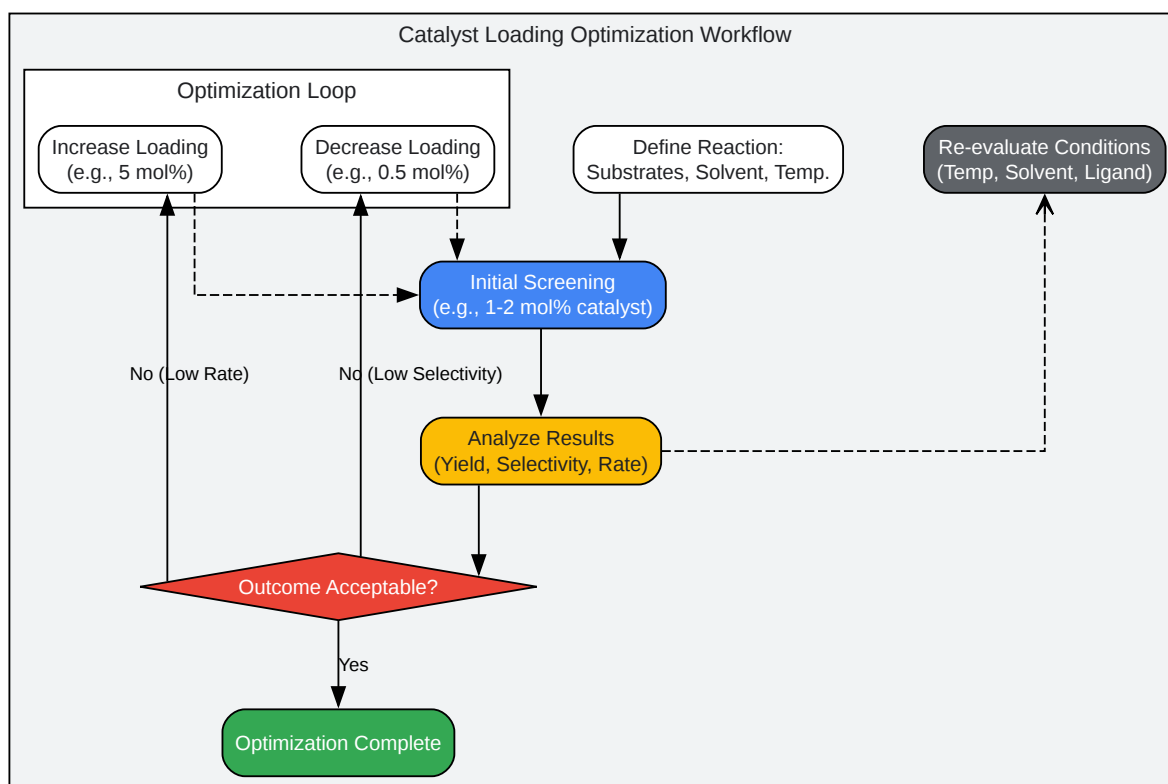 Catalyst Loading Optimization Workflow
Optimization Loop
Increase Loading
(e.g., 5 mol%)
Decrease Loading
(e.g., 0.5 mol%)
Define Reaction:
Substrates, Solvent, Temp.
Re-evaluate Conditions
(Temp, Solvent, Ligand)
Initial Screening
(e.g., 1-2 mol% catalyst)
No (Low Rate)
No (Low Selectivity)
Analyze Results
(Yield, Selectivity, Rate)
Outcome Acceptable?
Yes
Optimization Complete